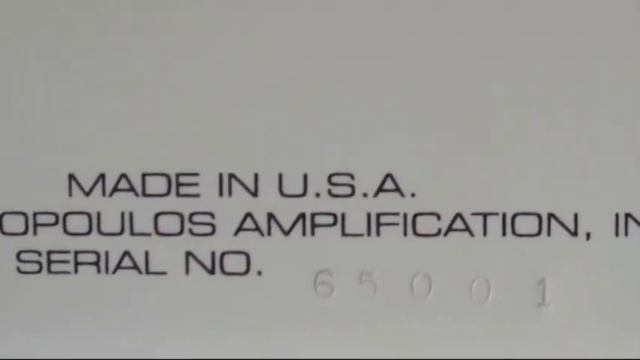 MADE IN U.S.A.
OPOULOS AMPLIFICATION, IN
SERIAL NO. 65001